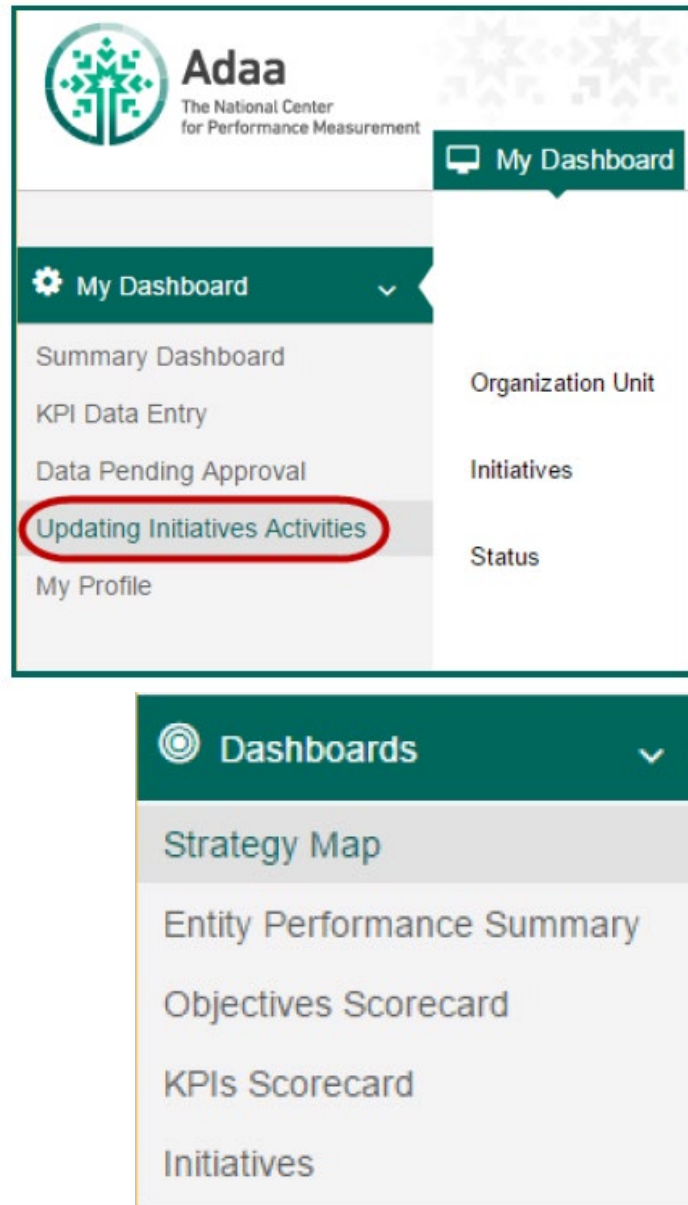 Adaa
The National Center
for Performance Measurement
My Dashboard
My Dashboard
Summary Dashboard
KPI Data Entry
Data Pending Approval
Updating Initiatives Activities
My Profile
Organization Unit
Initiatives
Status
Dashboards
Strategy Map
Entity Performance Summary
Objectives Scorecard
KPIs Scorecard
Initiatives